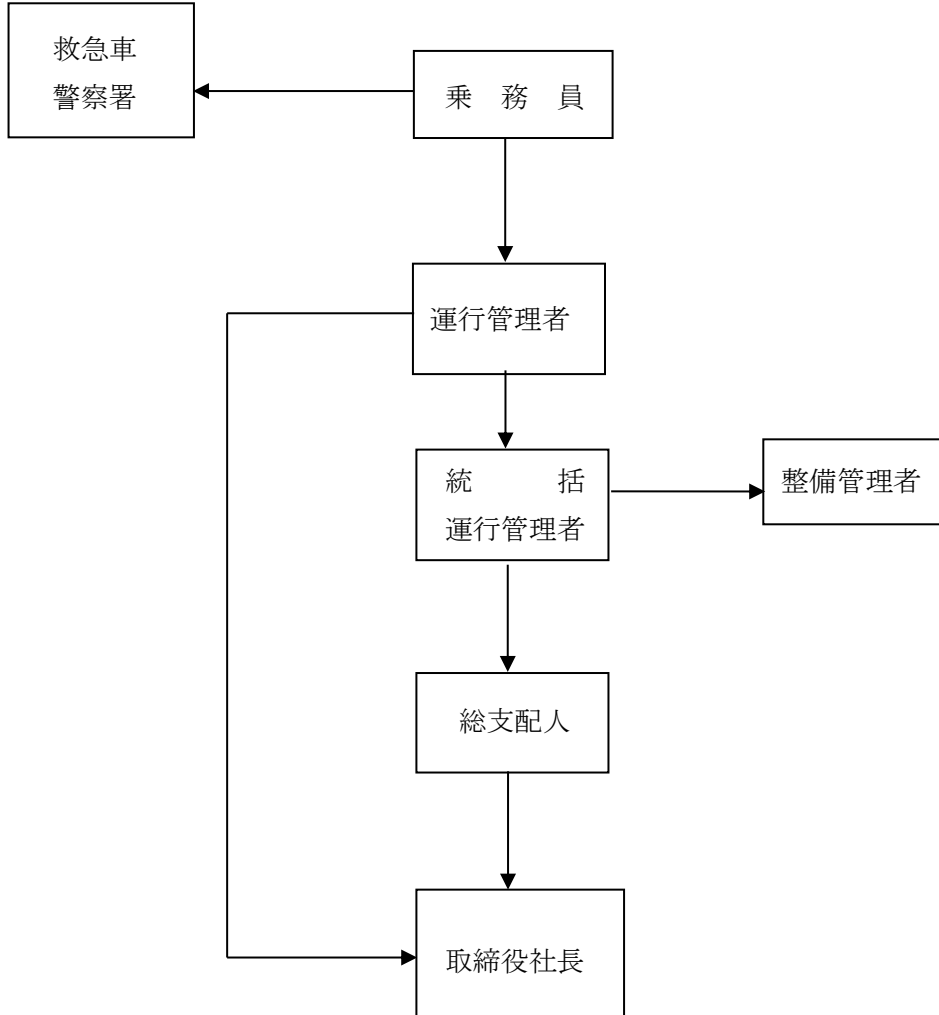 救急車
警察署
乗　務　員
運行管理者
統　　　括
運行管理者
整備管理者
総支配人
取締役社長